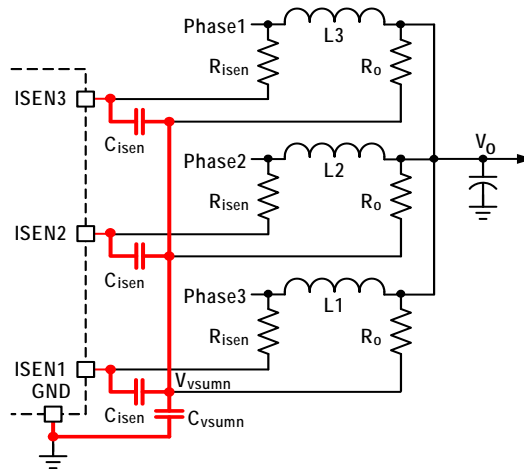 Phase1
L3
Risen
Ro
ISEN3
Cisen
Phase2
L2
Vo
Risen
Ro
ISEN2
Cisen
Phase3
L1
Risen
Ro
ISEN1
Vvsumn
GND
Cisen
Cvsumn